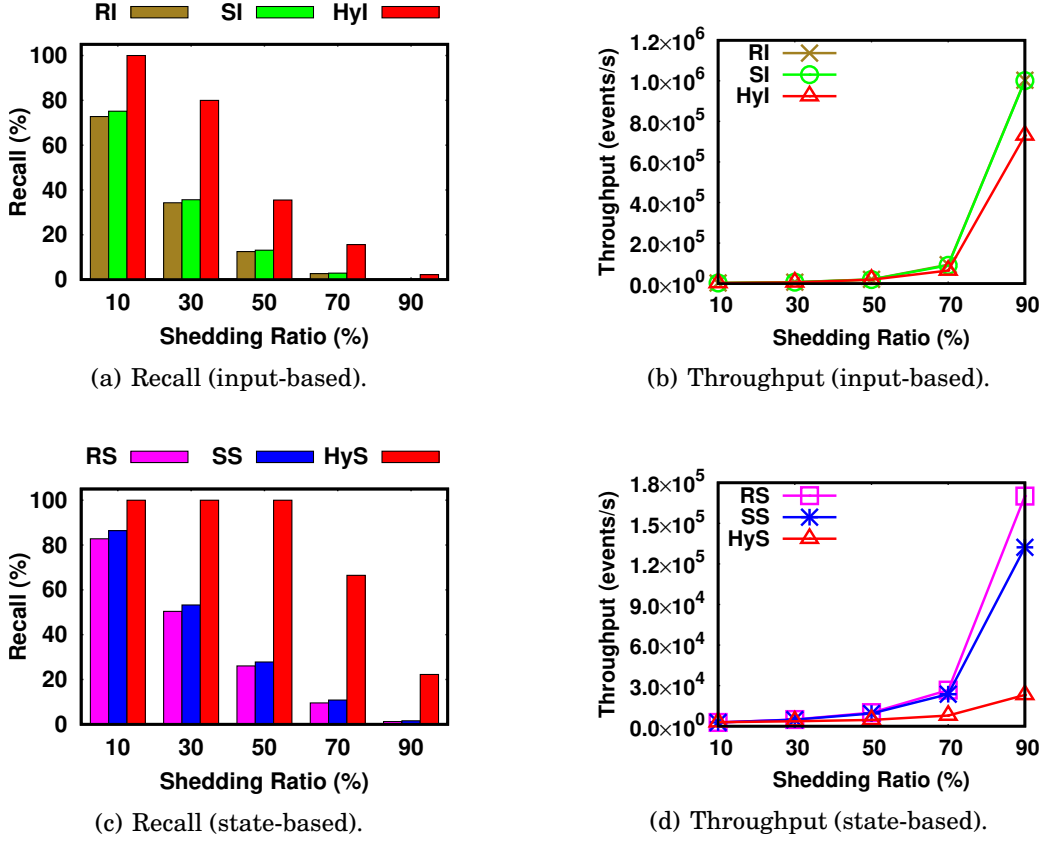 RI SI HyI
100
80
60
40
20
0
Recall (%)
10 30 50 70 90
Shedding Ratio (%)
(a) Recall (input-based).
RI
SI
HyI
1.2×10⁶
1.0×10⁶
8.0×10⁵
6.0×10⁵
4.0×10⁵
2.0×10⁵
0.0×10⁰
Throughput (events/s)
10 30 50 70 90
Shedding Ratio (%)
(b) Throughput (input-based).
RS SS HyS
100
80
60
40
20
0
Recall (%)
10 30 50 70 90
Shedding Ratio (%)
(c) Recall (state-based).
RS
SS
HyS
1.8×10⁵
1.5×10⁵
1.2×10⁵
9.0×10⁴
6.0×10⁴
3.0×10⁴
0.0×10⁰
Throughput (events/s)
10 30 50 70 90
Shedding Ratio (%)
(d) Throughput (state-based).